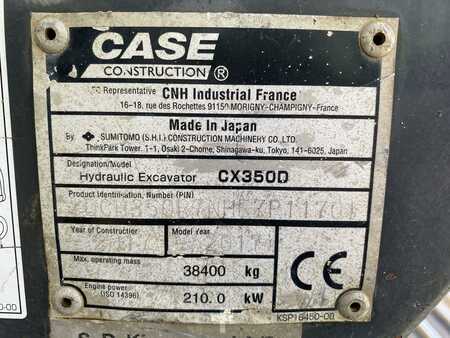 CASE
CONSTRUCTION ®
Representative CNH Industrial France
16-18, rue des Rochettes 91150 MORIGNY-CHAMPIGNY-France
Made In Japan
by SUMITOMO (S.H.I.) CONSTRUCTION MACHINERY CO., LTD.
ThinkPark Tower. 1-1, Osaki 2-Chome, Shinagawa-ku, Tokyo, 141-6025, Japan
Designation/Model
Hydraulic Excavator CX350D
Product Identification, Number (PIN)
Year of Construction Model Year
2017
Max. operating mass
38400 kg
Engine power
(ISO 14396) 210.0 kW
CE
KSP16450-00